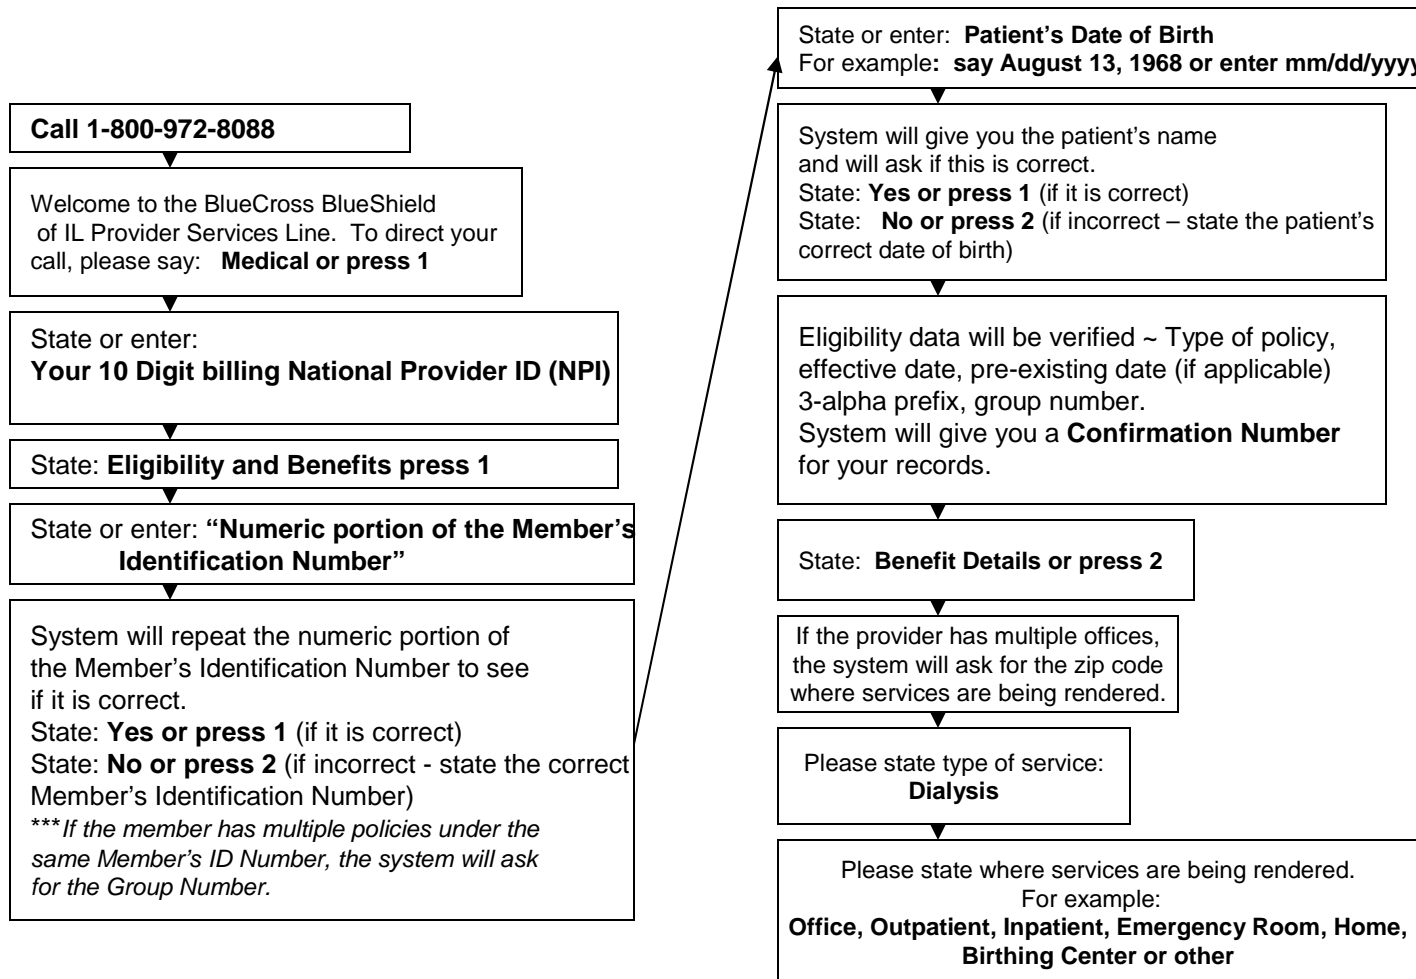 Call 1-800-972-8088
Welcome to the BlueCross BlueShield
of IL Provider Services Line. To direct your
call, please say: Medical or press 1
State or enter:
Your 10 Digit billing National Provider ID (NPI)
State: Eligibility and Benefits press 1
State or enter: “Numeric portion of the Member’s
Identification Number”
System will repeat the numeric portion of
the Member’s Identification Number to see
if it is correct.
State: Yes or press 1 (if it is correct)
State: No or press 2 (if incorrect - state the correct
Member’s Identification Number)
***If the member has multiple policies under the
same Member’s ID Number, the system will ask
for the Group Number.
State or enter: Patient’s Date of Birth
For example: say August 13, 1968 or enter mm/dd/yyyy
System will give you the patient’s name
and will ask if this is correct.
State: Yes or press 1 (if it is correct)
State: No or press 2 (if incorrect – state the patient’s
correct date of birth)
Eligibility data will be verified ~ Type of policy,
effective date, pre-existing date (if applicable)
3-alpha prefix, group number.
System will give you a Confirmation Number
for your records.
State: Benefit Details or press 2
If the provider has multiple offices,
the system will ask for the zip code
where services are being rendered.
Please state type of service:
Dialysis
Please state where services are being rendered.
For example:
Office, Outpatient, Inpatient, Emergency Room, Home,
Birthing Center or other